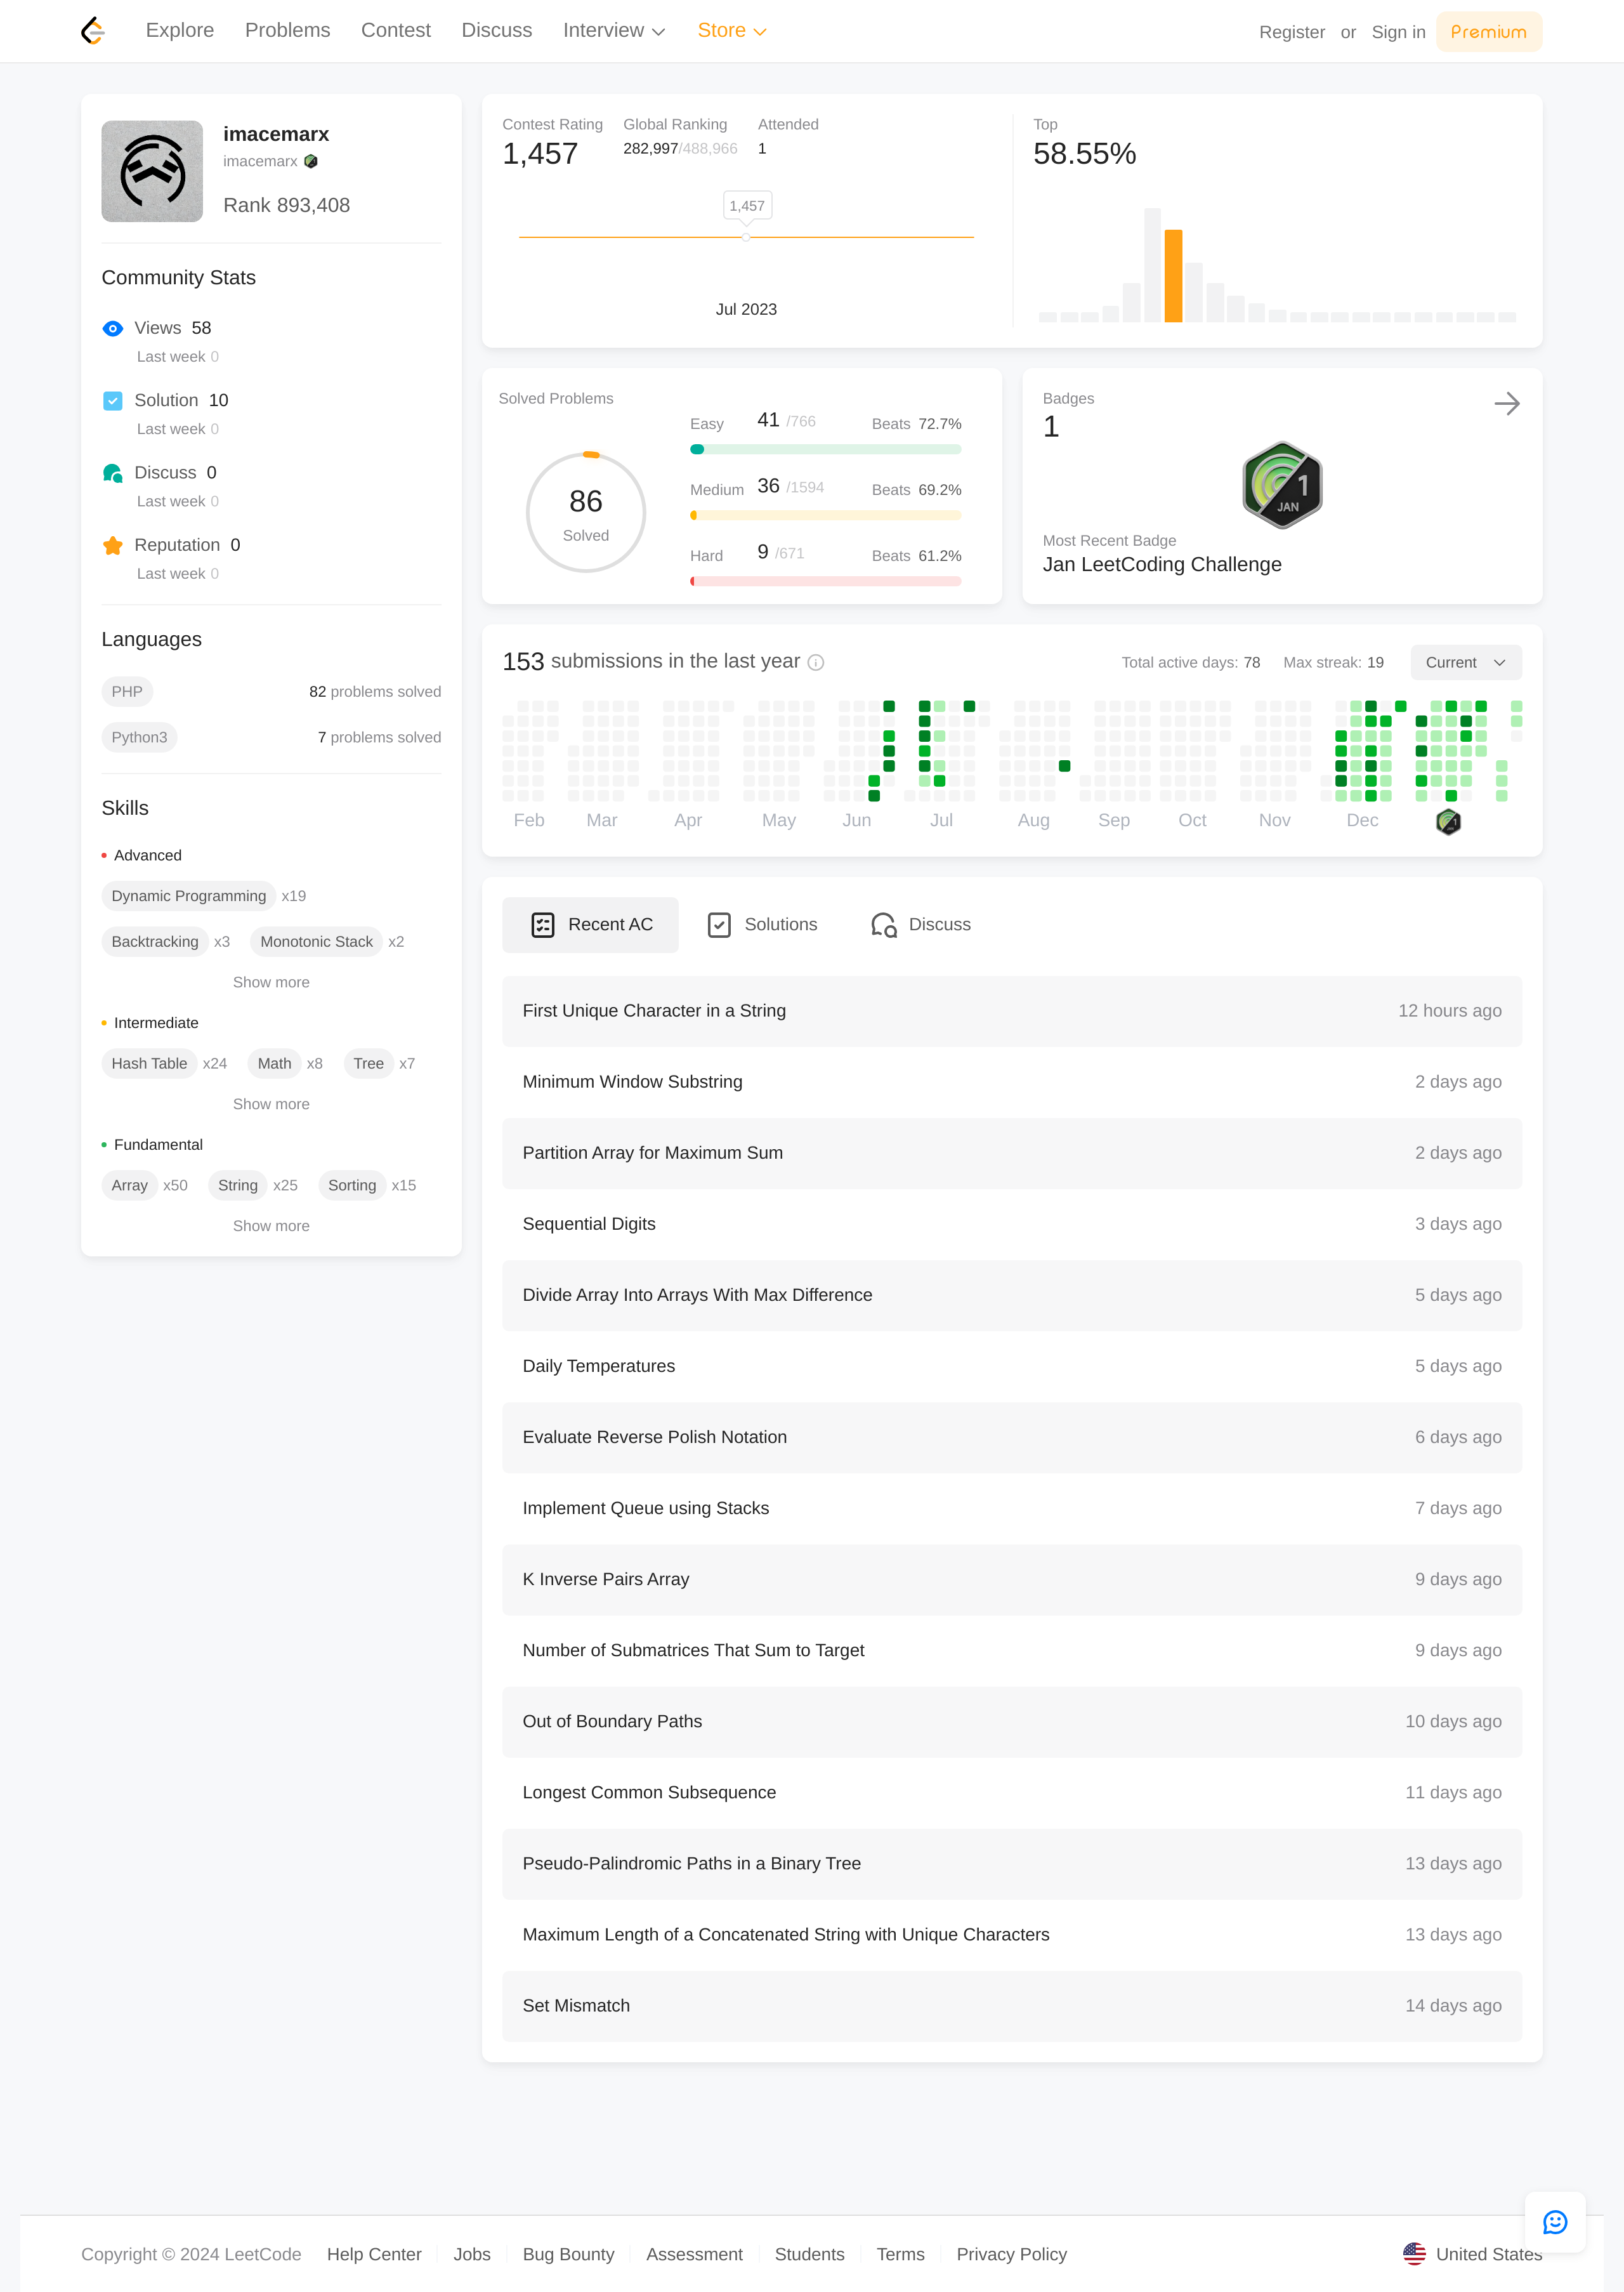 Explore Problems Contest Discuss Interview Store Register or Sign in Premium
imacemarx
imacemarx
Rank 893,408
Community Stats
Views 58
Last week 0
Solution 10
Last week 0
Discuss 0
Last week 0
Reputation 0
Last week 0
Languages
PHP 82 problems solved
Python3 7 problems solved
Skills
Advanced
Dynamic Programming x19
Backtracking x3 Monotonic Stack x2
Show more
Intermediate
Hash Table x24 Math x8 Tree x7
Show more
Fundamental
Array x50 String x25 Sorting x15
Show more
Contest Rating Global Ranking Attended
1,457 282,997/488,966 1
1,457
Jul 2023
Top
58.55%
Solved Problems
86
Solved
Easy 41 /766 Beats 72.7%
Medium 36 /1594 Beats 69.2%
Hard 9 /671 Beats 61.2%
Badges
1
1
JAN
Most Recent Badge
Jan LeetCoding Challenge
153 submissions in the last year Total active days: 78 Max streak: 19 Current
Feb Mar Apr May Jun Jul Aug Sep Oct Nov Dec
Recent AC Solutions Discuss
First Unique Character in a String 12 hours ago
Minimum Window Substring 2 days ago
Partition Array for Maximum Sum 2 days ago
Sequential Digits 3 days ago
Divide Array Into Arrays With Max Difference 5 days ago
Daily Temperatures 5 days ago
Evaluate Reverse Polish Notation 6 days ago
Implement Queue using Stacks 7 days ago
K Inverse Pairs Array 9 days ago
Number of Submatrices That Sum to Target 9 days ago
Out of Boundary Paths 10 days ago
Longest Common Subsequence 11 days ago
Pseudo-Palindromic Paths in a Binary Tree 13 days ago
Maximum Length of a Concatenated String with Unique Characters 13 days ago
Set Mismatch 14 days ago
Copyright © 2024 LeetCode Help Center Jobs Bug Bounty Assessment Students Terms Privacy Policy United States